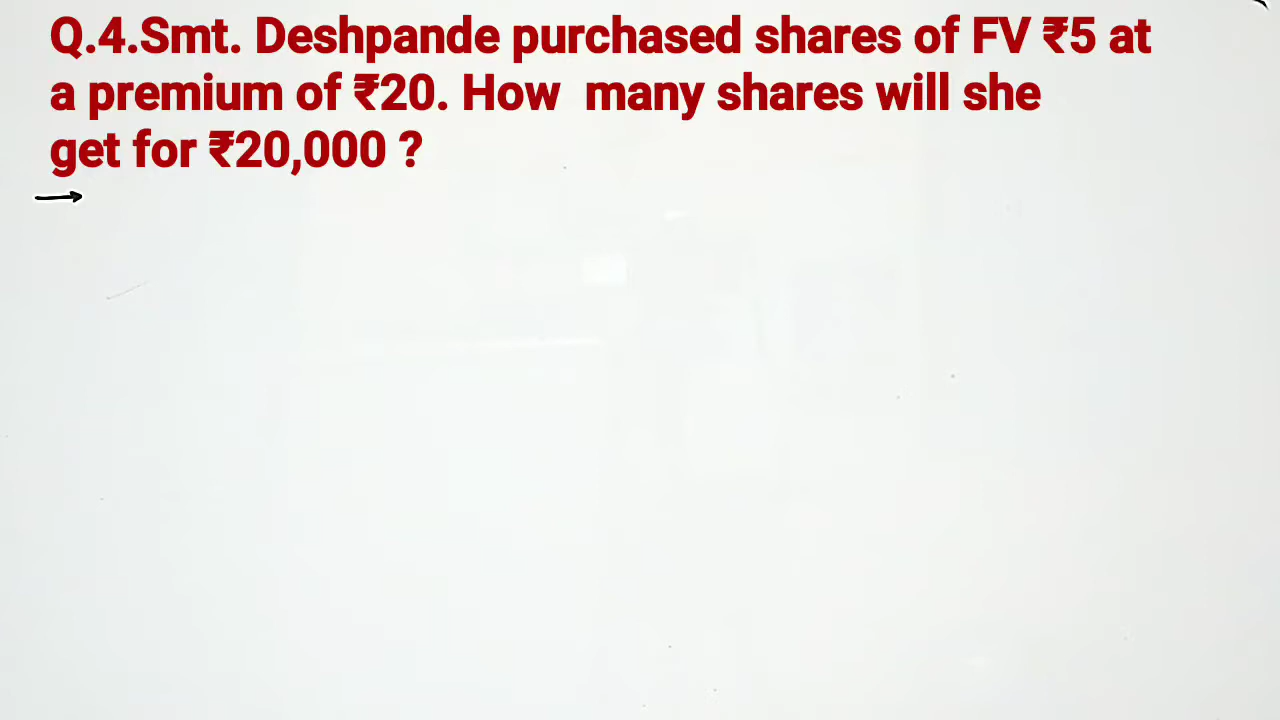 Q.4.Smt. Deshpande purchased shares of FV ₹5 at
a premium of ₹20. How many shares will she
get for ₹20,000 ?